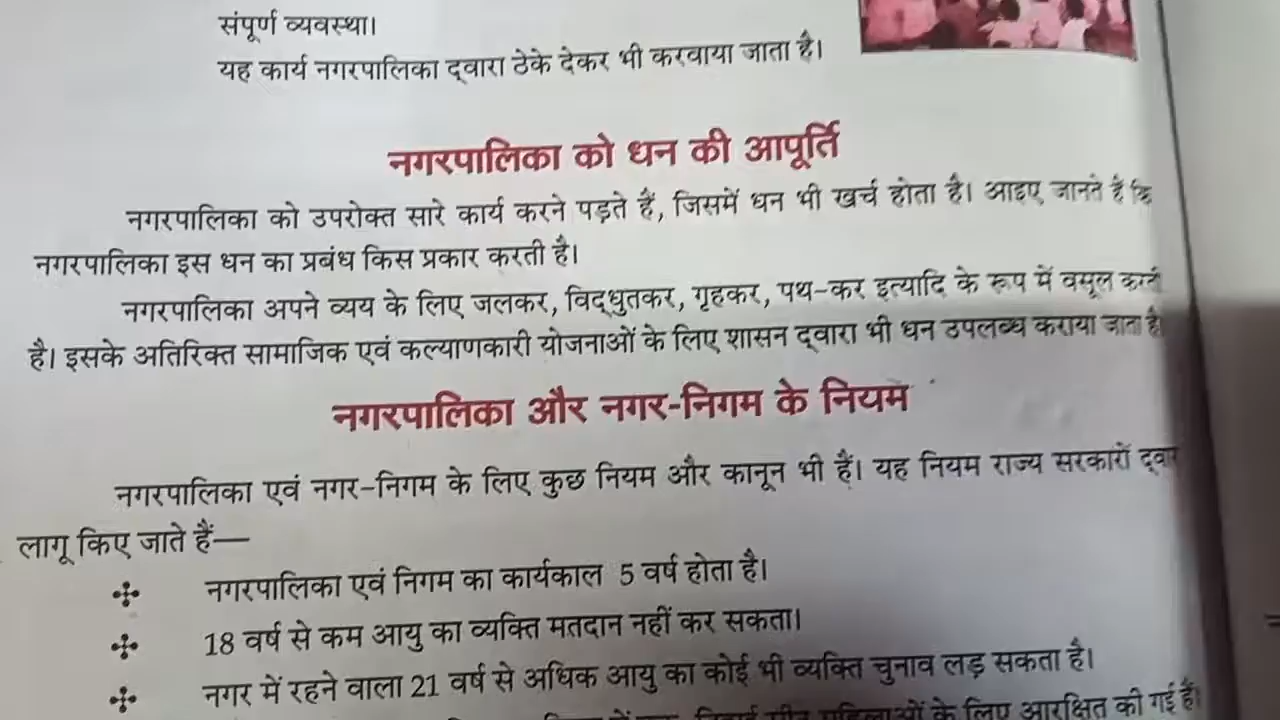 संपूर्ण व्यवस्था।
यह कार्य नगरपालिका द्वारा ठेके देकर भी करवाया जाता है।
नगरपालिका को धन की आपूर्ति
नगरपालिका को उपरोक्त सारे कार्य करने पड़ते हैं, जिसमें धन भी खर्च होता है। आइए जानते है कि
नगरपालिका इस धन का प्रबंध किस प्रकार करती है।
नगरपालिका अपने व्यय के लिए जलकर, विद्धुतकर, गृहकर, पथ-कर इत्यादि के रूप में वसूल करती
है। इसके अतिरिक्त सामाजिक एवं कल्याणकारी योजनाओं के लिए शासन द्वारा भी धन उपलब्ध कराया जाता है।
नगरपालिका और नगर-निगम के नियम
नगरपालिका एवं नगर-निगम के लिए कुछ नियम और कानून भी हैं। यह नियम राज्य सरकारों
लागू किए जाते हैं—
नगरपालिका एवं निगम का कार्यकाल 5 वर्ष होता है।
18 वर्ष से कम आयु का व्यक्ति मतदान नहीं कर सकता।
नगर में रहने वाला 21 वर्ष से अधिक आयु का कोई भी व्यक्ति चुनाव लड़ सकता है।
महिलाओं के लिए आरक्षित की गई हैं।